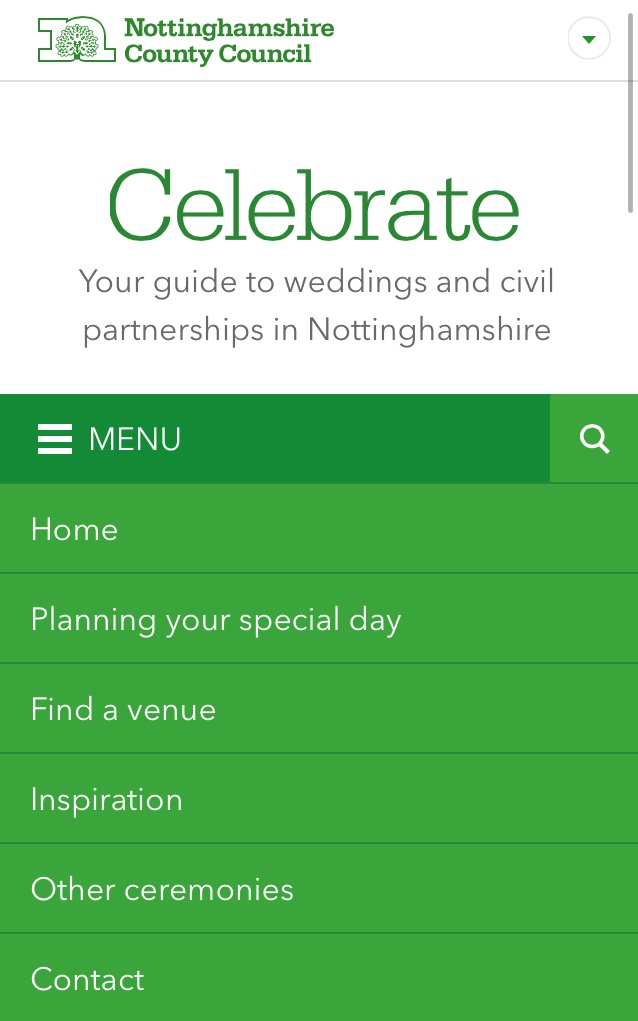 Nottinghamshire
County Council
Celebrate
Your guide to weddings and civil
partnerships in Nottinghamshire
MENU
Home
Planning your special day
Find a venue
Inspiration
Other ceremonies
Contact